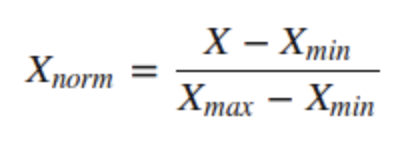 X_norm = (X − X_min) / (X_max − X_min)